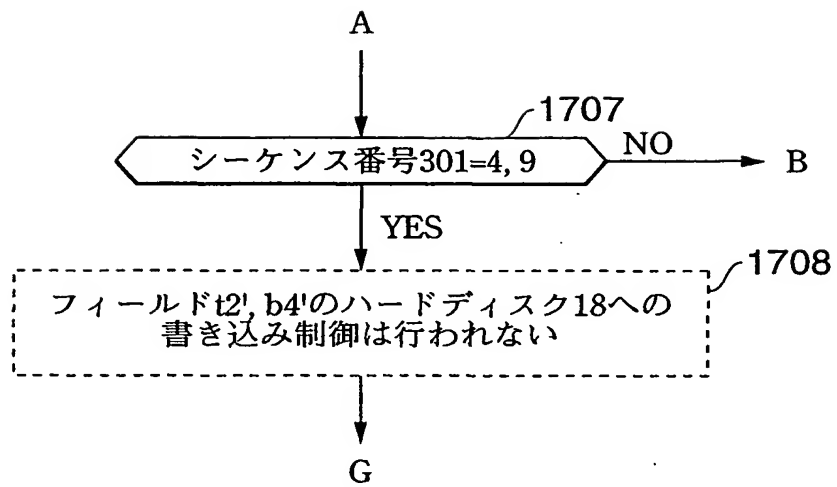 A
1707
シーケンス番号301=4, 9
NO
B
YES
1708
フィールドt2', b4'のハードディスク18への
書き込み制御は行われない
G